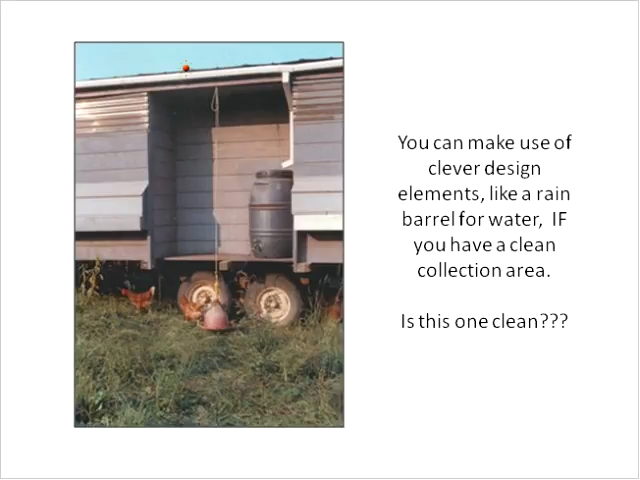 You can make use of
clever design
elements, like a rain
barrel for water,  IF
you have a clean
collection area.
Is this one clean???